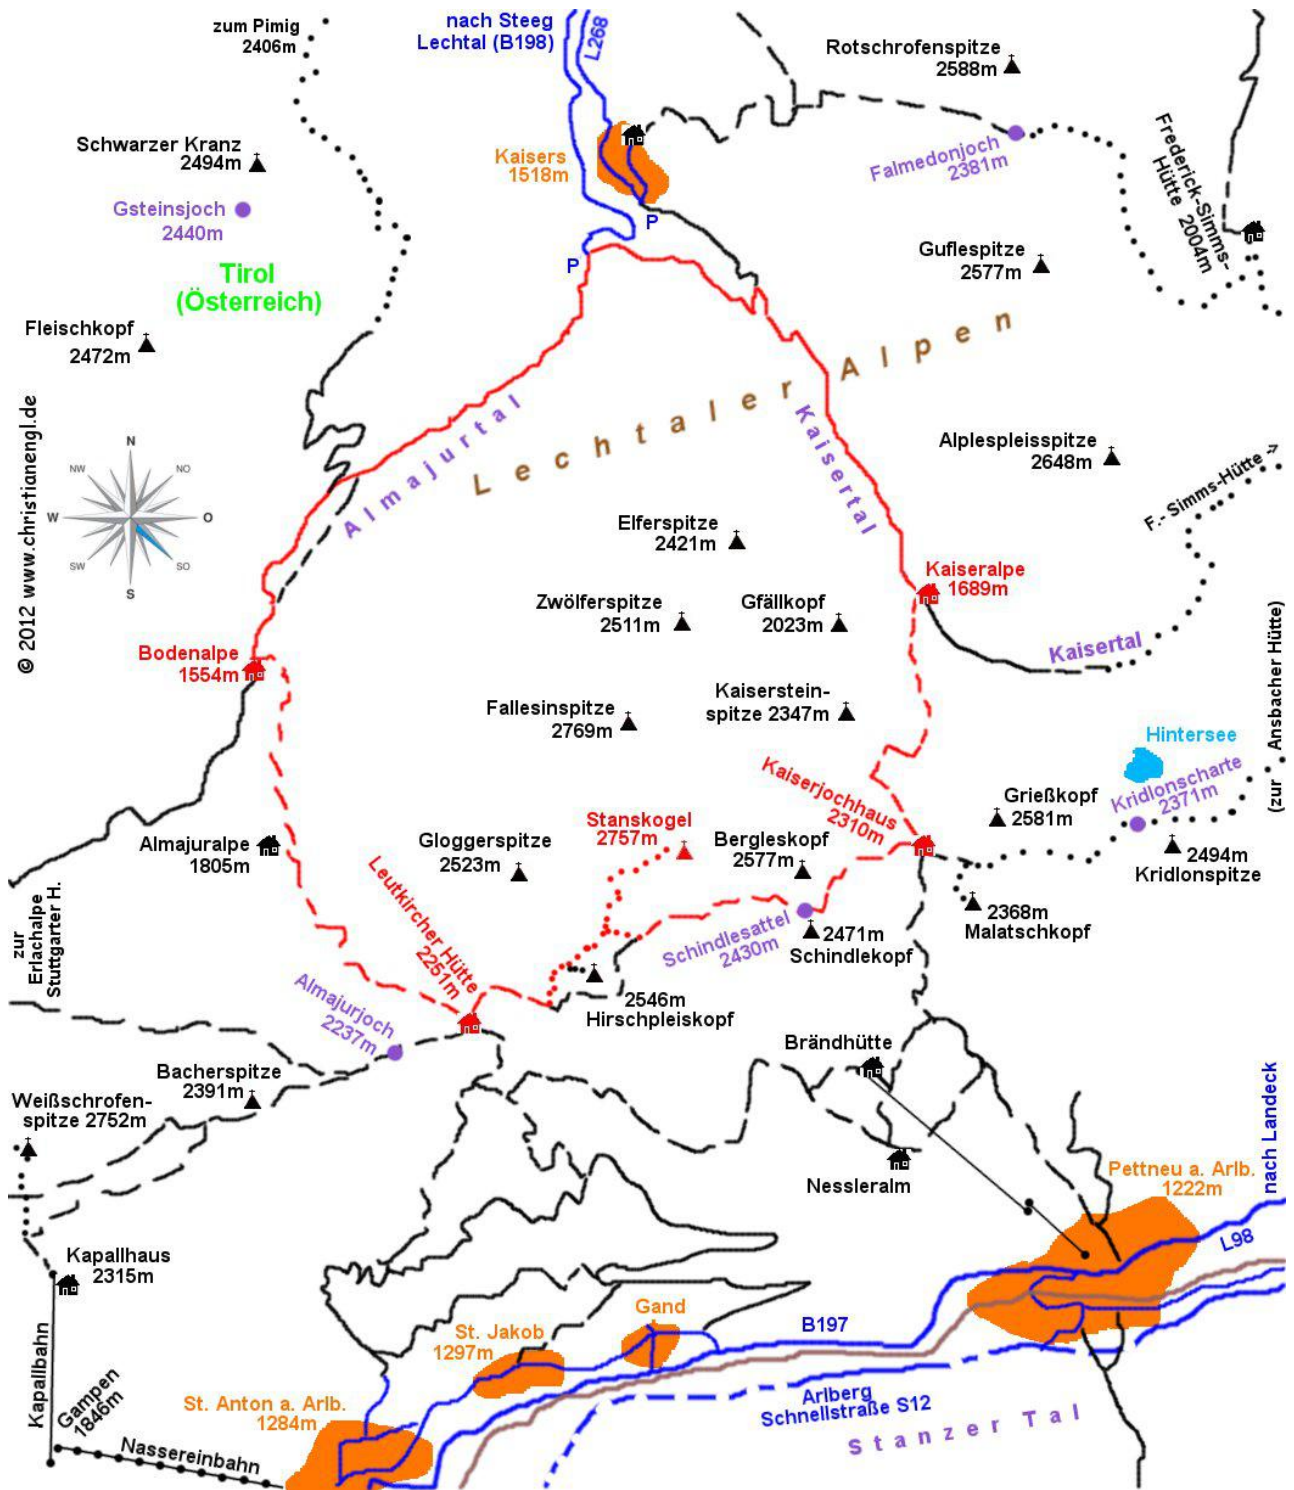 zum Pimig
2406m
nach Steeg
Lechtal (B198)
L268
Rotschrofenspitze
2588m
Schwarzer Kranz
2494m
Kaisers
1518m
Falmedonjoch
2381m
Frederick-Simms-
Hütte 2004m
Gsteinsjoch
2440m
P
P
Guflespitze
2577m
Tirol
(Österreich)
Fleischkopf
2472m
Lechtaler Alpen
Almajurtal
Kaisertal
© 2012 www.christianengl.de
N
NW
NO
W
O
SW
SO
S
Alplespleisspitze
2648m
F.- Simms-Hütte ->
Elferspitze
2421m
Kaiseralpe
1689m
Zwölferspitze
2511m
Gfällkopf
2023m
Kaisertal
Bodenalpe
1554m
Fallesinspitze
2769m
Kaiserstein-
spitze 2347m
Hintersee
Kridlonscharte
2371m
(zur Ansbacher Hütte)
Kaiserjochhaus
2310m
Grießkopf
2581m
Stanskogel
2757m
Almajuralpe
1805m
Gloggerspitze
2523m
Bergleskopf
2577m
2494m
Kridlonspitze
Leutkircher Hütte
2251m
Schindlesattel
2430m
2471m
Schindlekopf
2368m
Malatschkopf
zur
Erlachalpe
Stuttgarter H.
Almajurjoch
2237m
2546m
Hirschpleiskopf
Brändhütte
Bacherspitze
2391m
Weißschrofen-
spitze 2752m
Nessleralm
Pettneu a. Arlb.
1222m
nach Landeck
L98
Kapallhaus
2315m
Kapallbahn
Gampen
1846m
Gand
B197
St. Jakob
1297m
St. Anton a. Arlb.
1284m
Arlberg
Schnellstraße S12
Stanzer Tal
Nassereinbahn